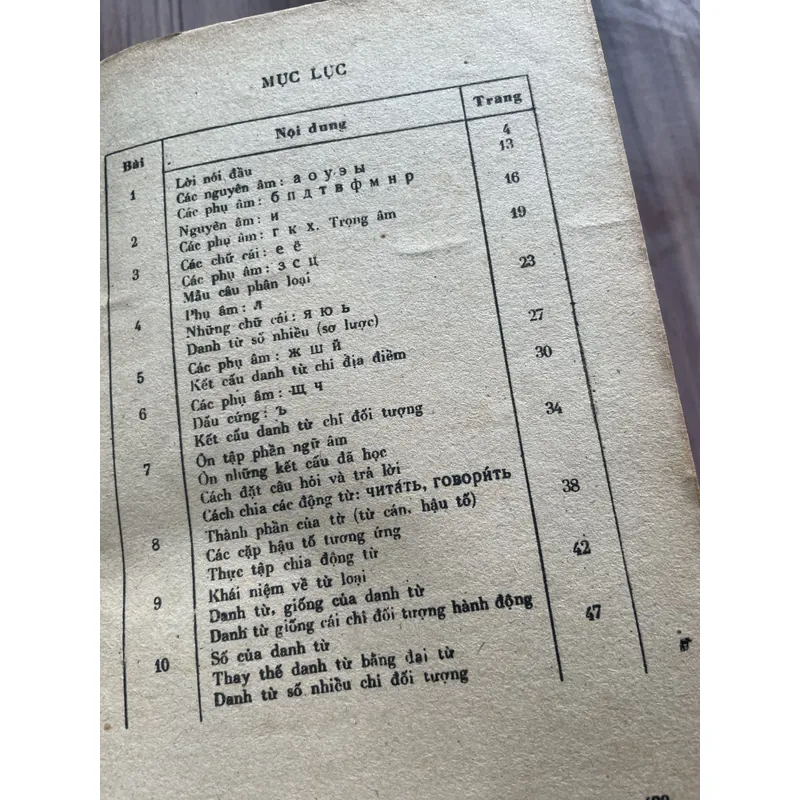 MỤC LỤC
Bài Nội dung Trang
Lời nói đầu 4
1 Các nguyên âm: а о у э ы 13
Các phụ âm: б п д т в ф м н р
2 Nguyên âm: и 16
Các phụ âm: г к х. Trọng âm
3 Các chữ cái: е ё 19
Các phụ âm: з с ц
Mẫu câu phân loại
4 Phụ âm: л 23
Những chữ cái: я ю ь
Danh từ số nhiều (sơ lược)
5 Các phụ âm: ж ш й 27
Kết cấu danh từ chỉ địa điểm
6 Các phụ âm: щ ч 30
Dấu cứng: ъ
Kết cấu danh từ chỉ đối tượng
7 Ôn tập phần ngữ âm 34
Ôn những kết cấu đã học
Cách đặt câu hỏi và trả lời
Cách chia các động từ: чита́ть, говори́ть
8 Thành phần của từ (từ căn, hậu tố) 38
Các cặp hậu tố tương ứng
Thực tập chia động từ
9 Khái niệm về từ loại 42
Danh từ, giống của danh từ
Danh từ giống cái chỉ đối tượng hành động
10 Số của danh từ 47
Thay thế danh từ bằng đại từ
Danh từ số nhiều chỉ đối tượng